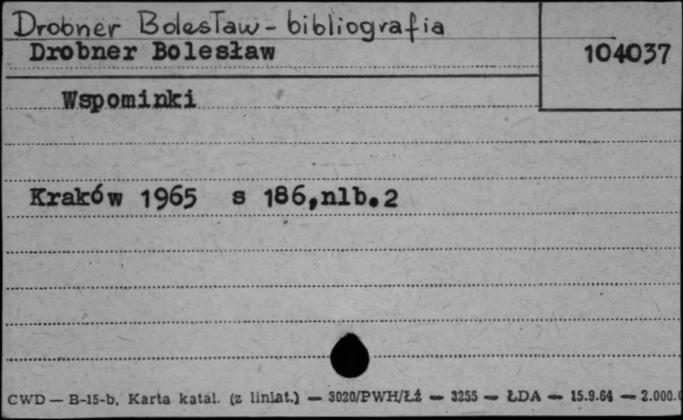 Drobner Bolesław - bibliografia
Drobner Bolesław
104037
Wspominki
Kraków 1965 s 186,nlb.2
CWD — B-15-b. Karta katal. (z liniat.) — 3020/PWH/Łź — 3255 — ŁDA — 15.9.64 — 2.000.